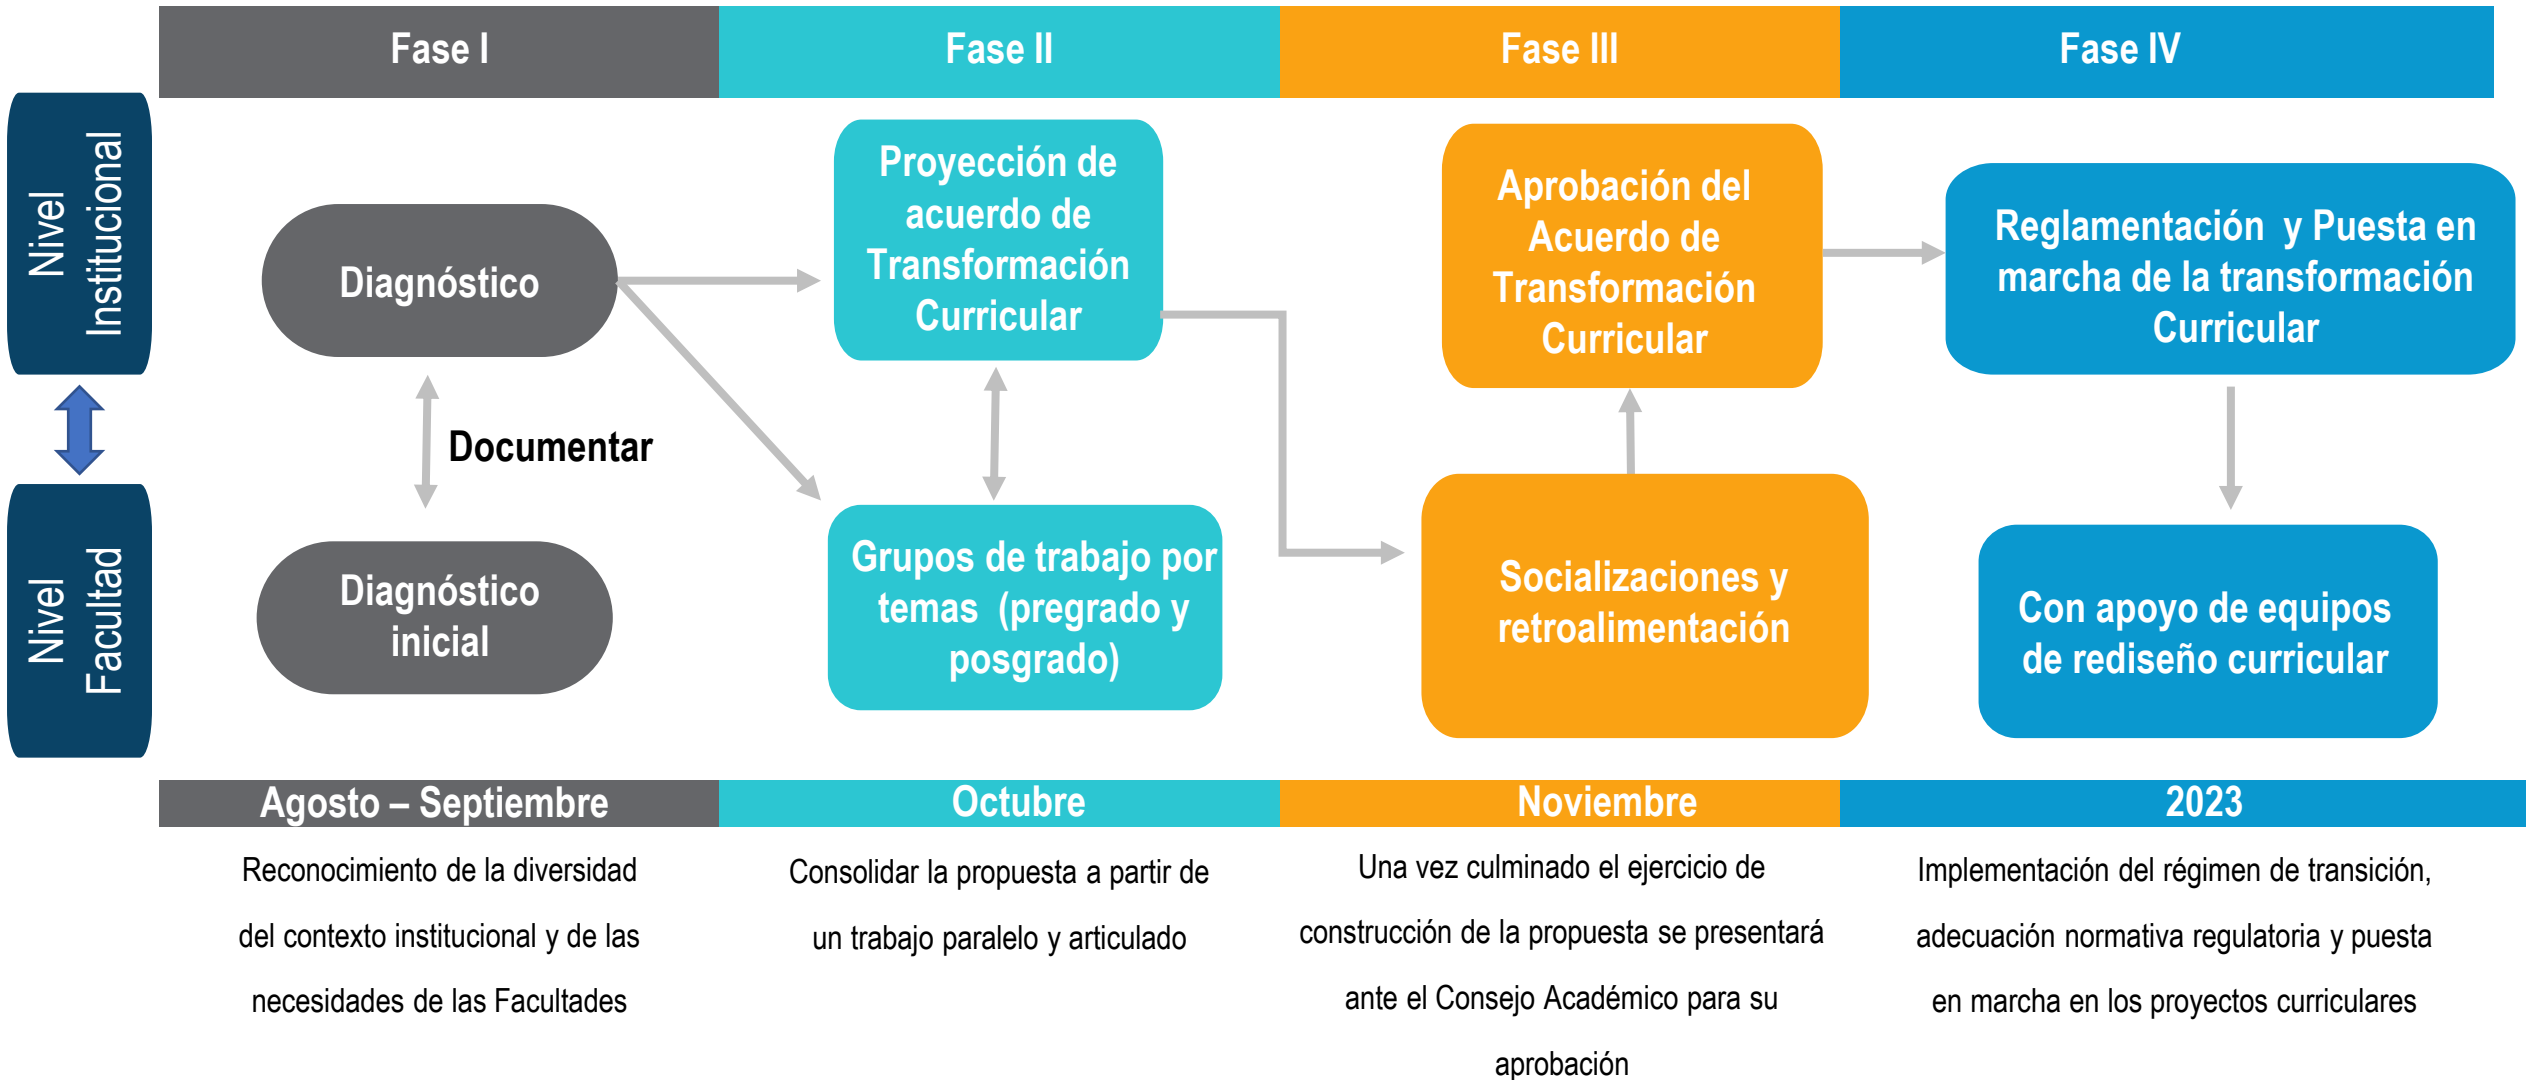 Fase I
Fase II
Fase III
Fase IV
Nivel
Institucional
Diagnóstico
Proyección de
acuerdo de
Transformación
Curricular
Aprobación del
Acuerdo de
Transformación
Curricular
Reglamentación y Puesta en
marcha de la transformación
Curricular
Documentar
Nivel
Facultad
Diagnóstico
inicial
Grupos de trabajo por
temas (pregrado y
posgrado)
Socializaciones y
retroalimentación
Con apoyo de equipos
de rediseño curricular
Agosto – Septiembre
Octubre
Noviembre
2023
Reconocimiento de la diversidad
del contexto institucional y de las
necesidades de las Facultades
Consolidar la propuesta a partir de
un trabajo paralelo y articulado
Una vez culminado el ejercicio de
construcción de la propuesta se presentará
ante el Consejo Académico para su
aprobación
Implementación del régimen de transición,
adecuación normativa regulatoria y puesta
en marcha en los proyectos curriculares